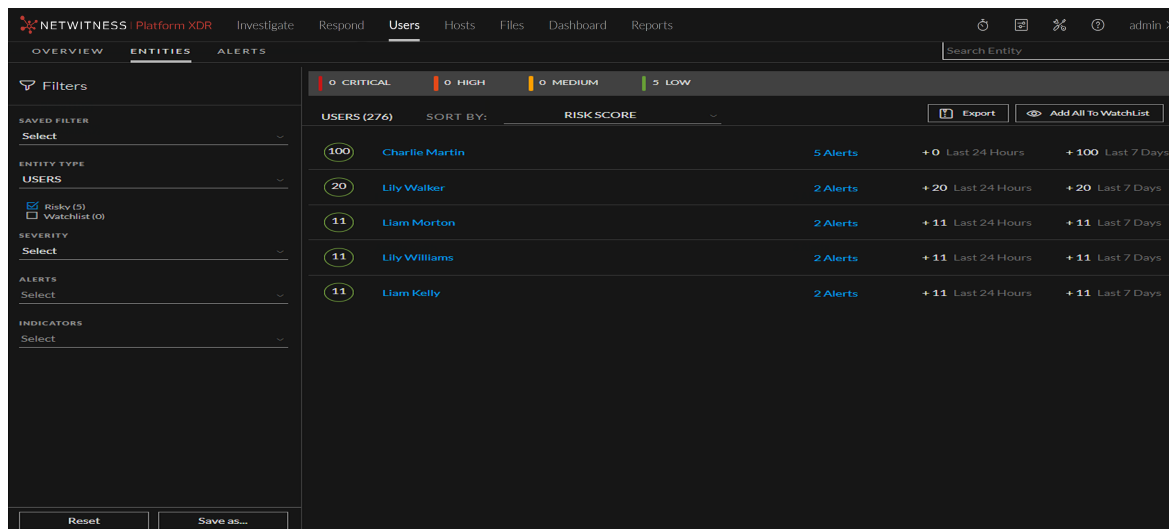 NETWITNESS Platform XDR Investigate Respond Users Hosts Files Dashboard Reports admin
OVERVIEW ENTITIES ALERTS Search Entity
Filters
SAVED FILTER
Select
ENTITY TYPE
USERS
Risky (5)
Watchlist (0)
SEVERITY
Select
ALERTS
Select
INDICATORS
Select
Reset Save as...
0 CRITICAL 0 HIGH 0 MEDIUM 5 LOW
USERS (276) SORT BY: RISK SCORE Export Add All To WatchList
100 Charlie Martin 5 Alerts +0 Last 24 Hours +100 Last 7 Days
20 Lily Walker 2 Alerts +20 Last 24 Hours +20 Last 7 Days
11 Liam Morton 2 Alerts +11 Last 24 Hours +11 Last 7 Days
11 Lily Williams 2 Alerts +11 Last 24 Hours +11 Last 7 Days
11 Liam Kelly 2 Alerts +11 Last 24 Hours +11 Last 7 Days